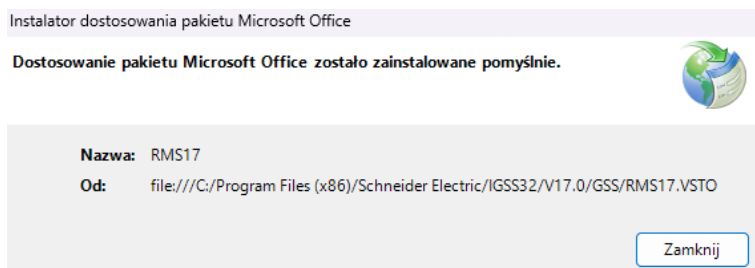 Instalator dostosowania pakietu Microsoft Office
Dostosowanie pakietu Microsoft Office zostało zainstalowane pomyślnie.
Nazwa: RMS17
Od: file:///C:/Program Files (x86)/Schneider Electric/IGSS32/V17.0/GSS/RMS17.VSTO
Zamknij